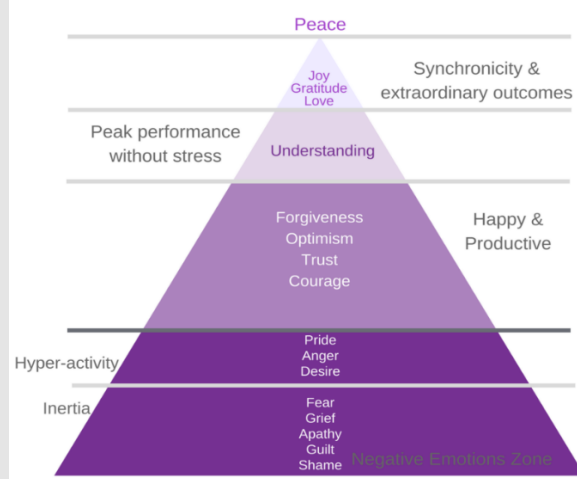 Peace
Joy
Gratitude
Love
Synchronicity &
extraordinary outcomes
Peak performance
without stress
Understanding
Forgiveness
Optimism
Trust
Courage
Happy &
Productive
Pride
Anger
Desire
Hyper-activity
Inertia
Fear
Grief
Apathy
Guilt
Shame
Negative Emotions Zone